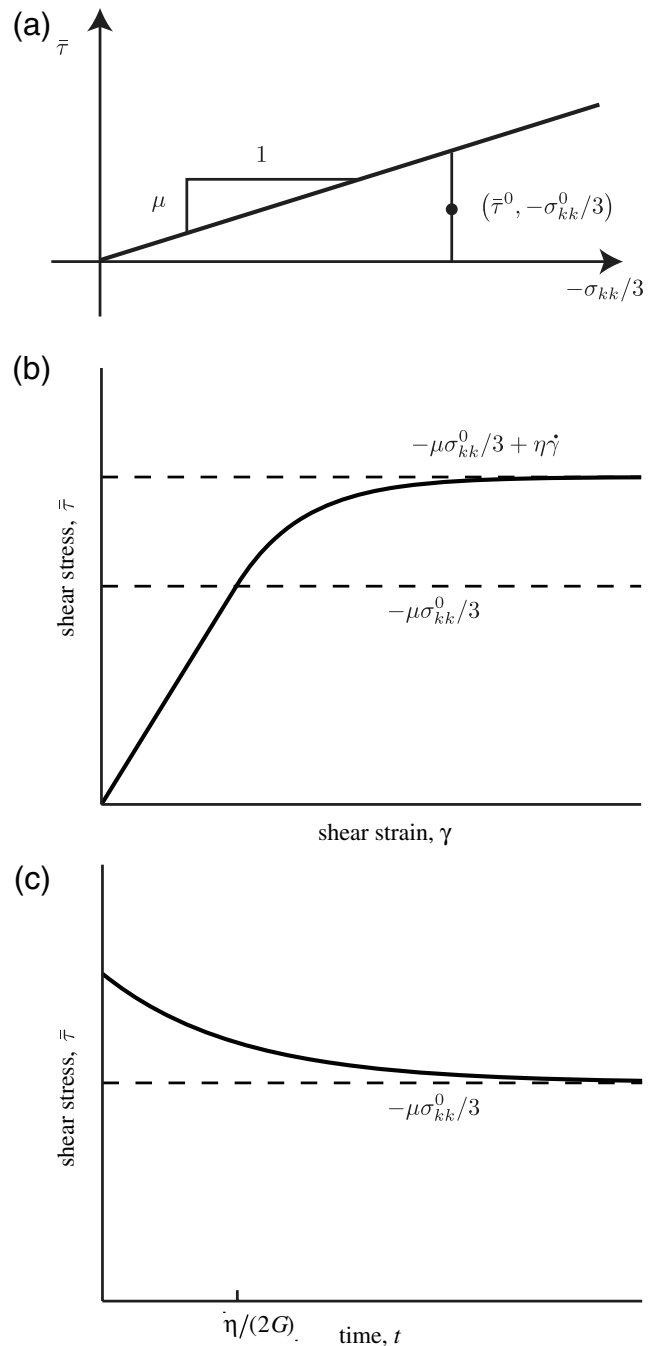 (a)
τ̄
1
μ
(τ̄⁰, −σ⁰ₖₖ/3)
−σₖₖ/3
(b)
−μσ⁰ₖₖ/3 + ηγ̇
shear stress, τ̄
−μσ⁰ₖₖ/3
shear strain, γ
(c)
shear stress, τ̄
−μσ⁰ₖₖ/3
η/(2G)
time, t